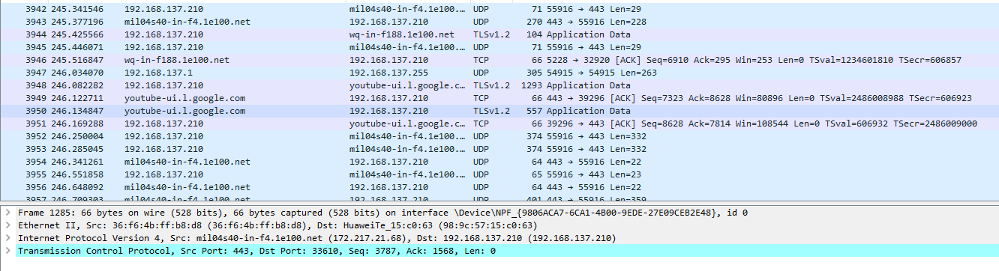 3942 245.341546 192.168.137.210 mil04s40-in-f4.1e100.… UDP 71 55916 → 443 Len=29
3943 245.377196 mil04s40-in-f4.1e100.net 192.168.137.210 UDP 270 443 → 55916 Len=228
3944 245.425566 192.168.137.210 wq-in-f188.1e100.net TLSv1.2 104 Application Data
3945 245.446071 192.168.137.210 mil04s40-in-f4.1e100.… UDP 71 55916 → 443 Len=29
3946 245.516847 wq-in-f188.1e100.net 192.168.137.210 TCP 66 5228 → 32920 [ACK] Seq=6910 Ack=295 Win=253 Len=0 TSval=1234601810 TSecr=606857
3947 246.034070 192.168.137.1 192.168.137.255 UDP 305 54915 → 54915 Len=263
3948 246.082282 192.168.137.210 youtube-ui.l.google.c… TLSv1.2 1293 Application Data
3949 246.122711 youtube-ui.l.google.com 192.168.137.210 TCP 66 443 → 39296 [ACK] Seq=7323 Ack=8628 Win=80896 Len=0 TSval=2486008988 TSecr=606923
3950 246.134847 youtube-ui.l.google.com 192.168.137.210 TLSv1.2 557 Application Data
3951 246.169288 192.168.137.210 youtube-ui.l.google.c… TCP 66 39296 → 443 [ACK] Seq=8628 Ack=7814 Win=108544 Len=0 TSval=606932 TSecr=2486009000
3952 246.250004 192.168.137.210 mil04s40-in-f4.1e100.… UDP 374 55916 → 443 Len=332
3953 246.285045 192.168.137.210 mil04s40-in-f4.1e100.… UDP 374 55916 → 443 Len=332
3954 246.341261 mil04s40-in-f4.1e100.net 192.168.137.210 UDP 64 443 → 55916 Len=22
3955 246.551858 192.168.137.210 mil04s40-in-f4.1e100.… UDP 65 55916 → 443 Len=23
3956 246.648092 mil04s40-in-f4.1e100.net 192.168.137.210 UDP 64 443 → 55916 Len=22
3957 246.709303 mil04s40-in-f4.1e100.net 192.168.137.210 UDP 401 443 → 55916 Len=359
Frame 1285: 66 bytes on wire (528 bits), 66 bytes captured (528 bits) on interface \Device\NPF_{9806ACA7-6CA1-4B00-9EDE-27E09CEB2E48}, id 0
Ethernet II, Src: 36:f6:4b:ff:b8:d8 (36:f6:4b:ff:b8:d8), Dst: HuaweiTe_15:c0:63 (98:9c:57:15:c0:63)
Internet Protocol Version 4, Src: mil04s40-in-f4.1e100.net (172.217.21.68), Dst: 192.168.137.210 (192.168.137.210)
Transmission Control Protocol, Src Port: 443, Dst Port: 33610, Seq: 3787, Ack: 1568, Len: 0